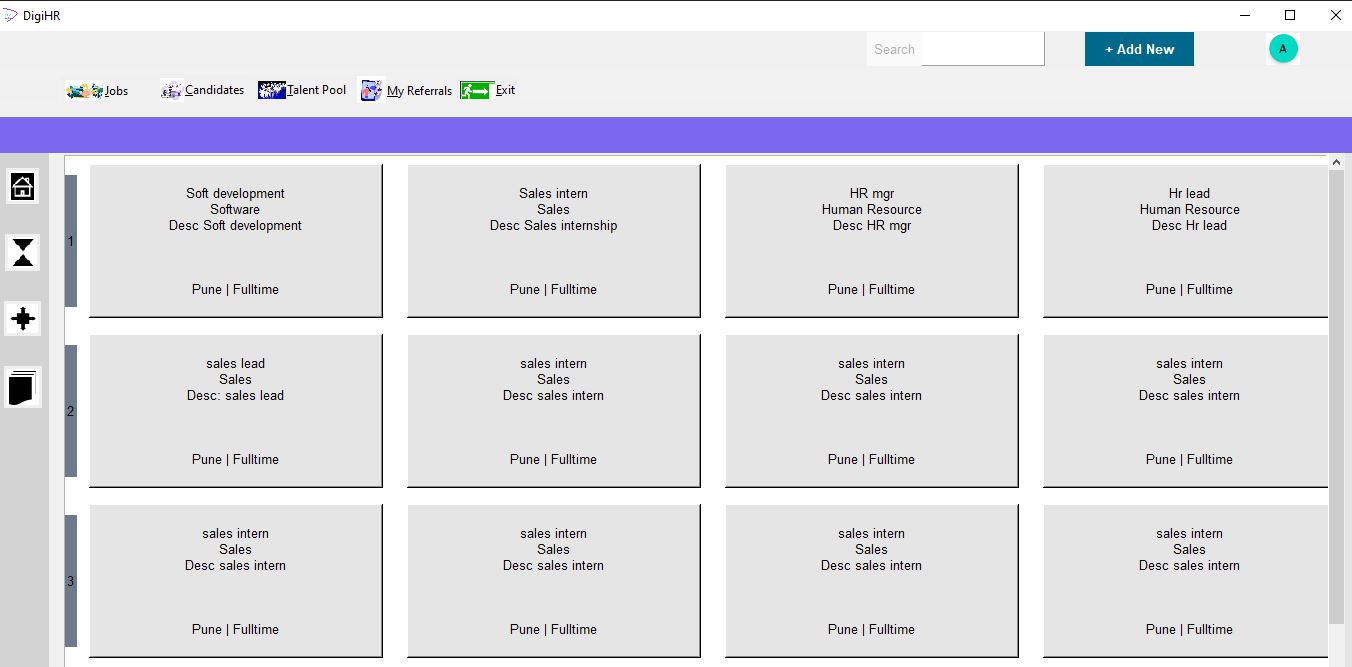 DigiHR
Search
+ Add New
A
Jobs
Candidates
Talent Pool
My Referrals
Exit
1
Soft development
Software
Desc Soft development
Pune | Fulltime
Sales intern
Sales
Desc Sales internship
Pune | Fulltime
HR mgr
Human Resource
Desc HR mgr
Pune | Fulltime
Hr lead
Human Resource
Desc Hr lead
Pune | Fulltime
2
sales lead
Sales
Desc: sales lead
Pune | Fulltime
sales intern
Sales
Desc sales intern
Pune | Fulltime
sales intern
Sales
Desc sales intern
Pune | Fulltime
sales intern
Sales
Desc sales intern
Pune | Fulltime
3
sales intern
Sales
Desc sales intern
Pune | Fulltime
sales intern
Sales
Desc sales intern
Pune | Fulltime
sales intern
Sales
Desc sales intern
Pune | Fulltime
sales intern
Sales
Desc sales intern
Pune | Fulltime